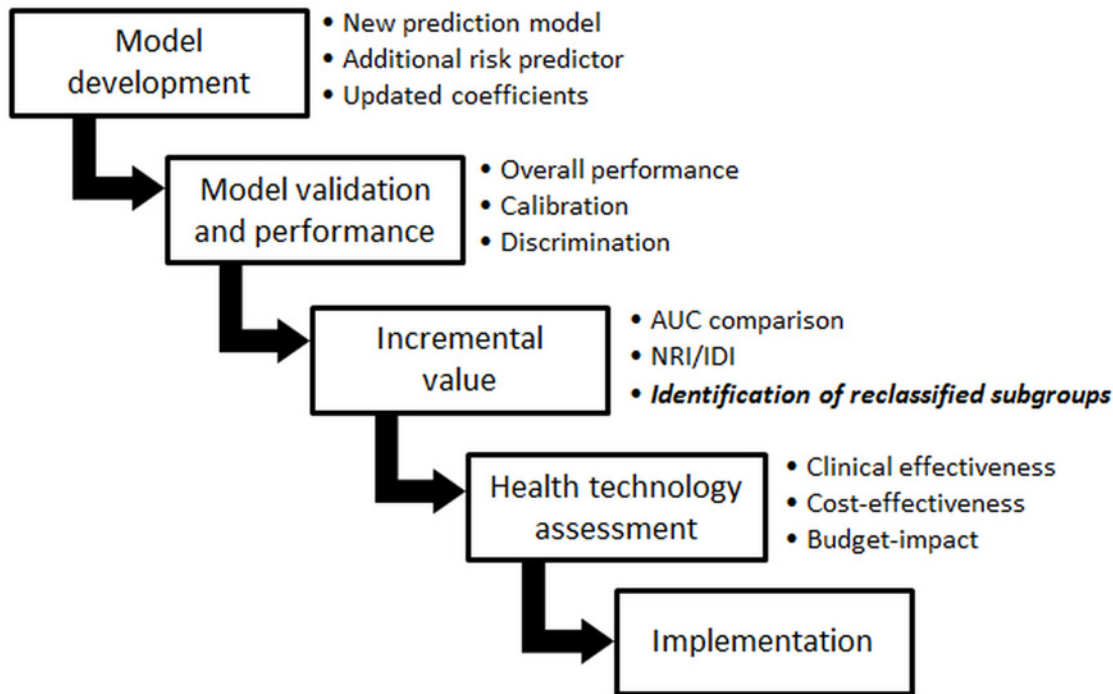 Model
development
• New prediction model
• Additional risk predictor
• Updated coefficients
Model validation
and performance
• Overall performance
• Calibration
• Discrimination
Incremental
value
• AUC comparison
• NRI/IDI
• Identification of reclassified subgroups
Health technology
assessment
• Clinical effectiveness
• Cost-effectiveness
• Budget-impact
Implementation